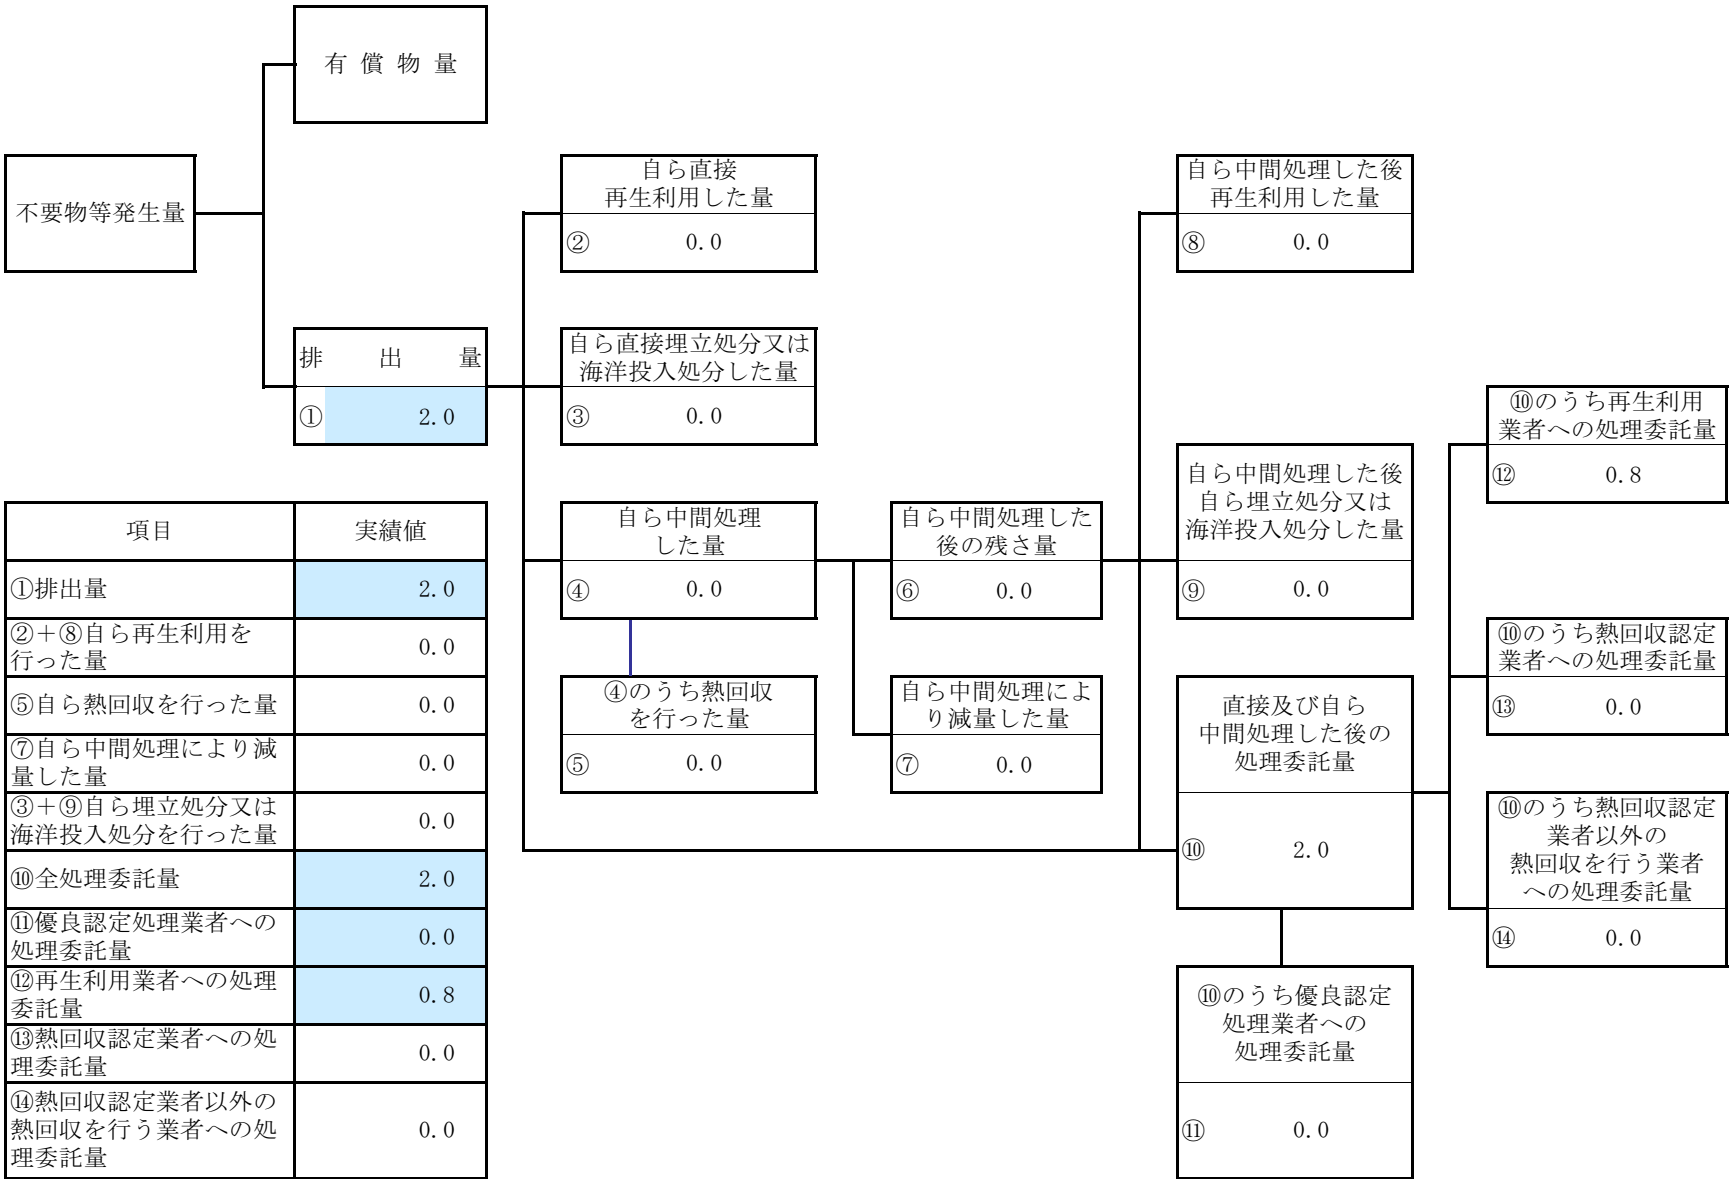 有償物量
不要物等発生量
自ら直接
再生利用した量
② 0.0
自ら中間処理した後
再生利用した量
⑧ 0.0
排出量
① 2.0
自ら直接埋立処分又は
海洋投入処分した量
③ 0.0
⑩のうち再生利用
業者への処理委託量
⑫ 0.8
自ら中間処理した後
自ら埋立処分又は
海洋投入処分した量
⑨ 0.0
自ら中間処理
した量
④ 0.0
自ら中間処理した
後の残さ量
⑥ 0.0
⑩のうち熱回収認定
業者への処理委託量
⑬ 0.0
④のうち熱回収
を行った量
⑤ 0.0
自ら中間処理によ
り減量した量
⑦ 0.0
直接及び自ら
中間処理した後の
処理委託量
⑩ 2.0
⑩のうち熱回収認定
業者以外の
熱回収を行う業者
への処理委託量
⑭ 0.0
⑩のうち優良認定
処理業者への
処理委託量
⑪ 0.0
項目 実績値
①排出量 2.0
②+⑧自ら再生利用を
行った量 0.0
⑤自ら熱回収を行った量 0.0
⑦自ら中間処理により減
量した量 0.0
③+⑨自ら埋立処分又は
海洋投入処分を行った量 0.0
⑩全処理委託量 2.0
⑪優良認定処理業者への
処理委託量 0.0
⑫再生利用業者への処理
委託量 0.8
⑬熱回収認定業者への処
理委託量 0.0
⑭熱回収認定業者以外の
熱回収を行う業者への処
理委託量 0.0